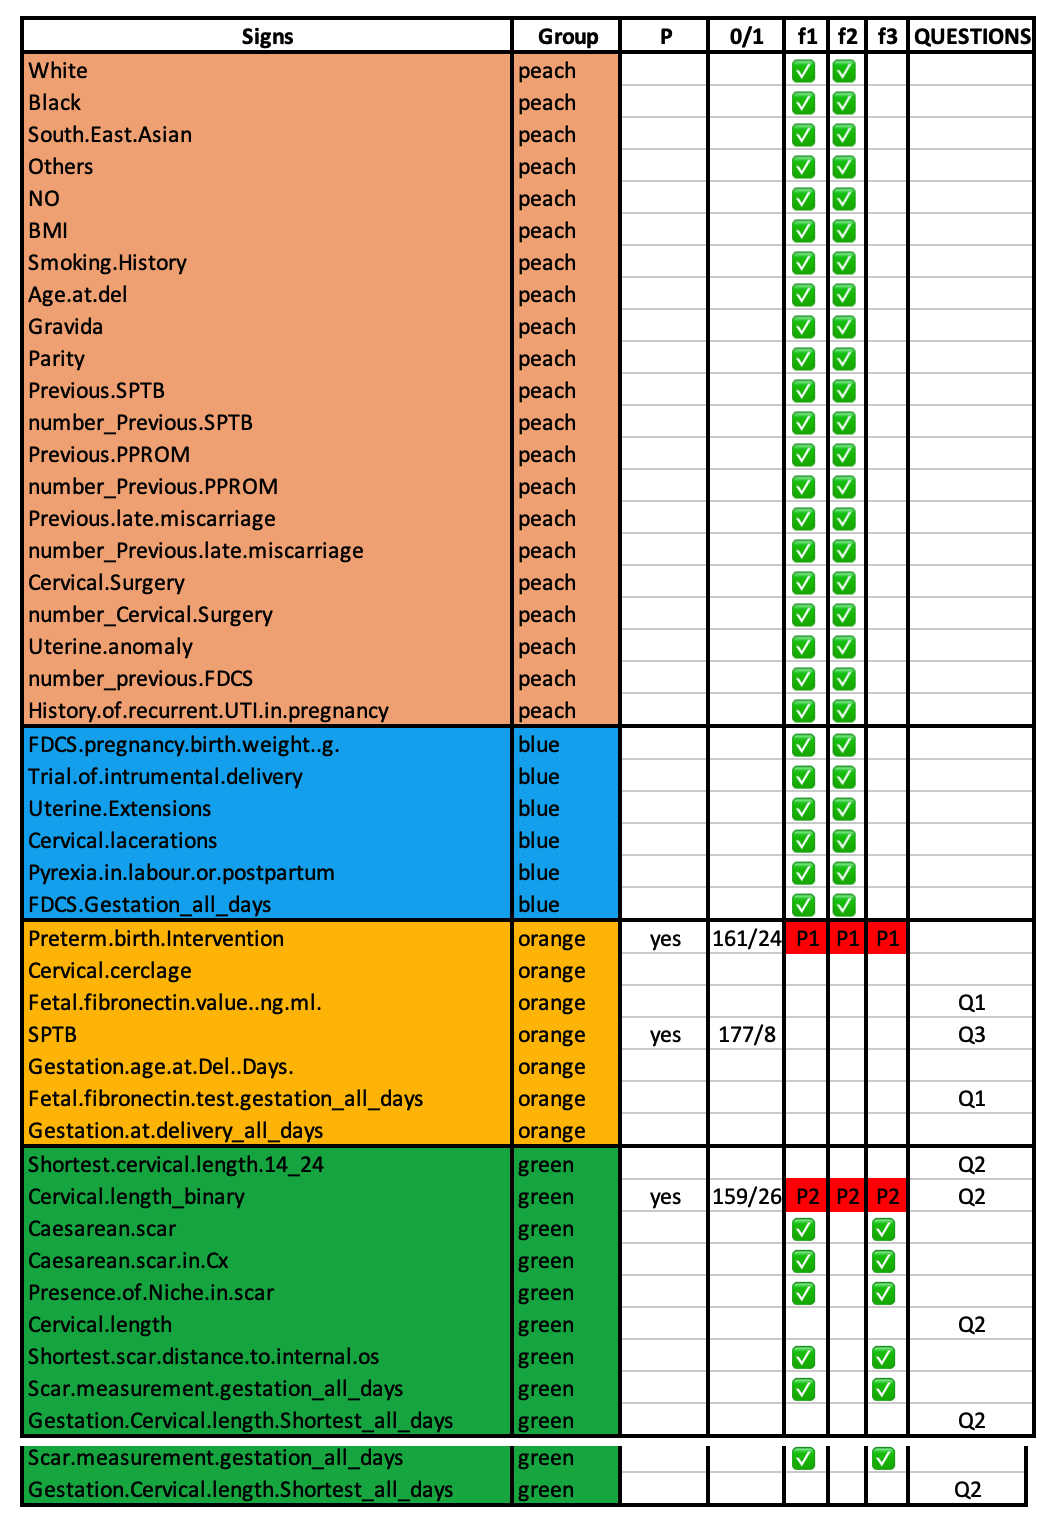 Signs Group P 0/1 f1 f2 f3 QUESTIONS
White peach ✅ ✅
Black peach ✅ ✅
South.East.Asian peach ✅ ✅
Others peach ✅ ✅
NO peach ✅ ✅
BMI peach ✅ ✅
Smoking.History peach ✅ ✅
Age.at.del peach ✅ ✅
Gravida peach ✅ ✅
Parity peach ✅ ✅
Previous.SPTB peach ✅ ✅
number_Previous.SPTB peach ✅ ✅
Previous.PPROM peach ✅ ✅
number_Previous.PPROM peach ✅ ✅
Previous.late.miscarriage peach ✅ ✅
number_Previous.late.miscarriage peach ✅ ✅
Cervical.Surgery peach ✅ ✅
number_Cervical.Surgery peach ✅ ✅
Uterine.anomaly peach ✅ ✅
number_previous.FDCS peach ✅ ✅
History.of.recurrent.UTI.in.pregnancy peach ✅ ✅
FDCS.pregnancy.birth.weight..g. blue ✅ ✅
Trial.of.intrumental.delivery blue ✅ ✅
Uterine.Extensions blue ✅ ✅
Cervical.lacerations blue ✅ ✅
Pyrexia.in.labour.or.postpartum blue ✅ ✅
FDCS.Gestation_all_days blue ✅ ✅
Preterm.birth.Intervention orange yes 161/24 P1 P1 P1
Cervical.cerclage orange
Fetal.fibronectin.value..ng.ml. orange Q1
SPTB orange yes 177/8 Q3
Gestation.age.at.Del..Days. orange
Fetal.fibronectin.test.gestation_all_days orange Q1
Gestation.at.delivery_all_days orange
Shortest.cervical.length.14_24 green Q2
Cervical.length_binary green yes 159/26 P2 P2 P2 Q2
Caesarean.scar green ✅ ✅
Caesarean.scar.in.Cx green ✅ ✅
Presence.of.Niche.in.scar green ✅ ✅
Cervical.length green Q2
Shortest.scar.distance.to.internal.os green ✅ ✅
Scar.measurement.gestation_all_days green ✅ ✅
Gestation.Cervical.length.Shortest_all_days green Q2
Scar.measurement.gestation_all_days green ✅ ✅
Gestation.Cervical.length.Shortest_all_days green Q2